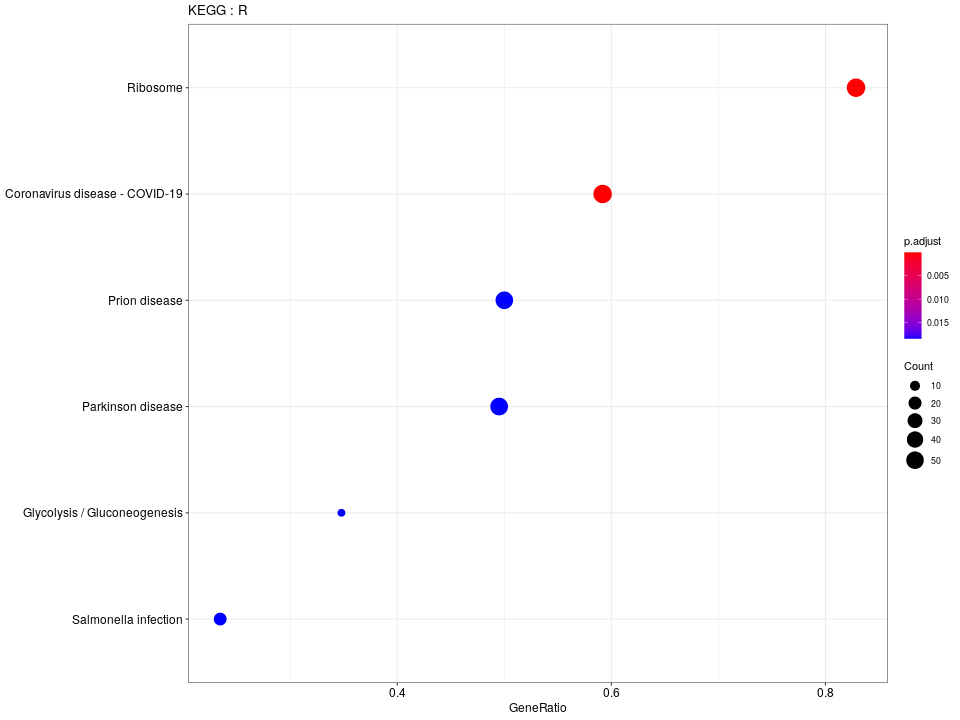 KEGG : R
Ribosome
Coronavirus disease - COVID-19
Prion disease
Parkinson disease
Glycolysis / Gluconeogenesis
Salmonella infection
0.4 0.6 0.8
GeneRatio
p.adjust
0.005
0.010
0.015
Count
10
20
30
40
50